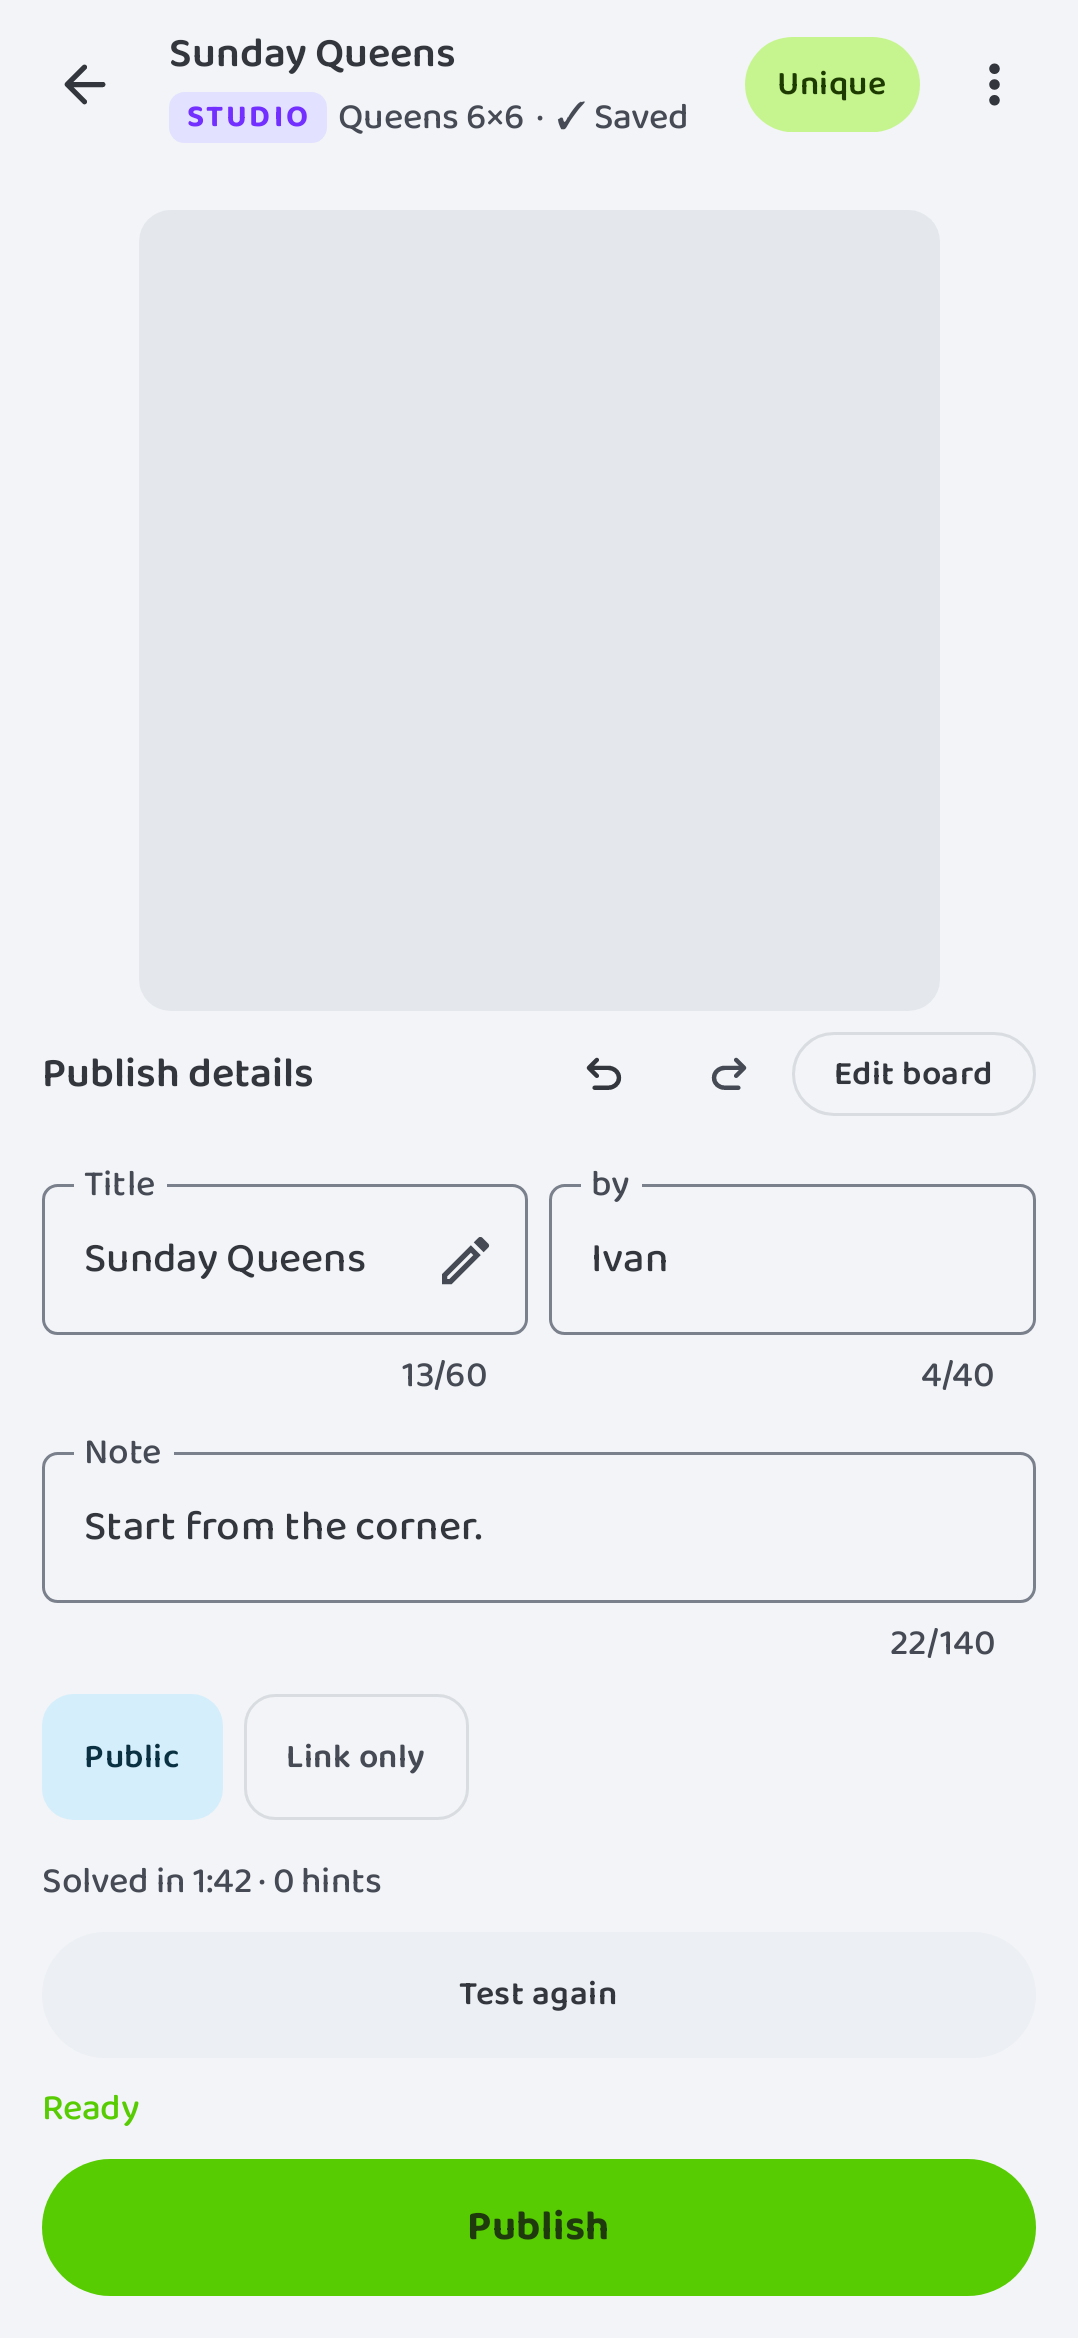 Sunday Queens
STUDIO Queens 6×6 · ✓ Saved
Unique
Publish details
Edit board
Title
Sunday Queens
13/60
by
Ivan
4/40
Note
Start from the corner.
22/140
Public
Link only
Solved in 1:42 · 0 hints
Test again
Ready
Publish